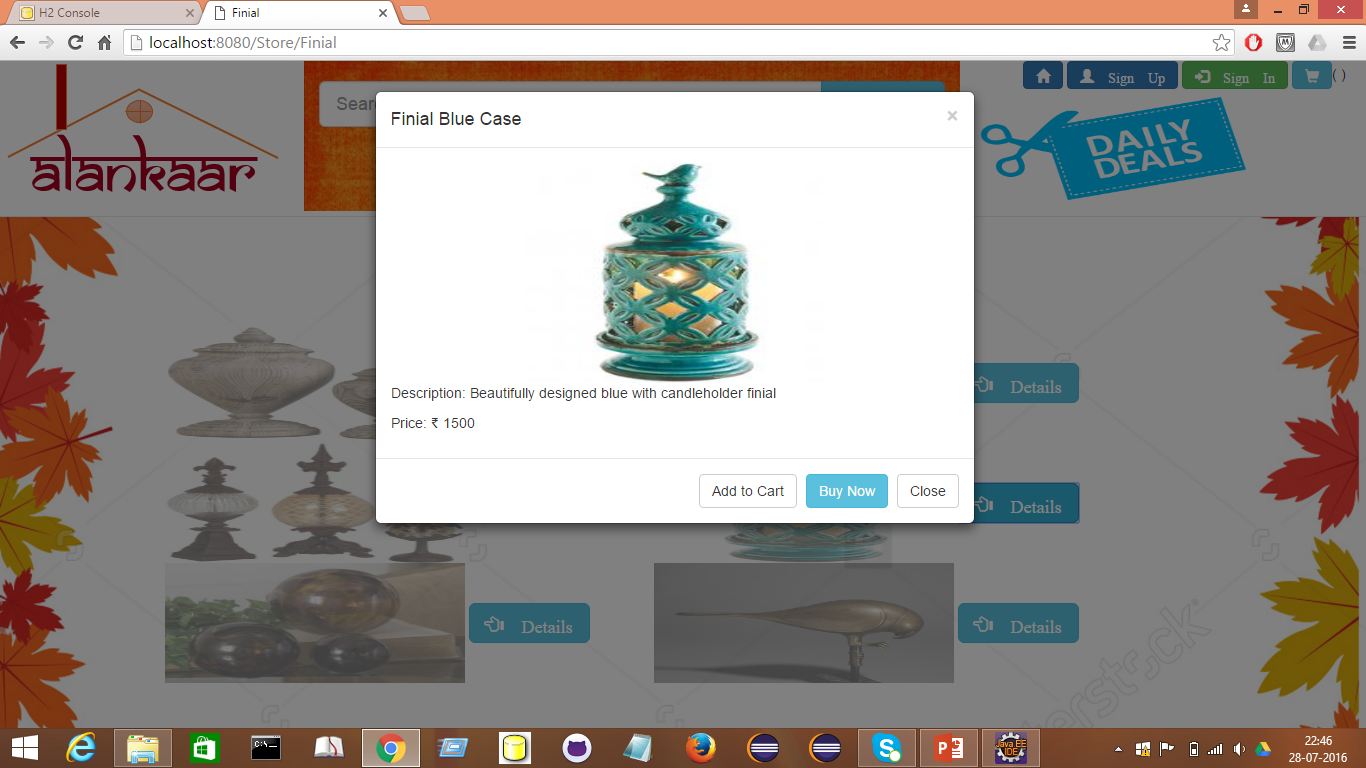 H2 Console
Finial
localhost:8080/Store/Finial
alankaar
Sear
Sign Up
Sign In
()
DAILY
DEALS
Finial Blue Case
×
Description: Beautifully designed blue with candleholder finial
Price: ₹ 1500
Add to Cart
Buy Now
Close
Details
Details
Details
Details
22:46
28-07-2016